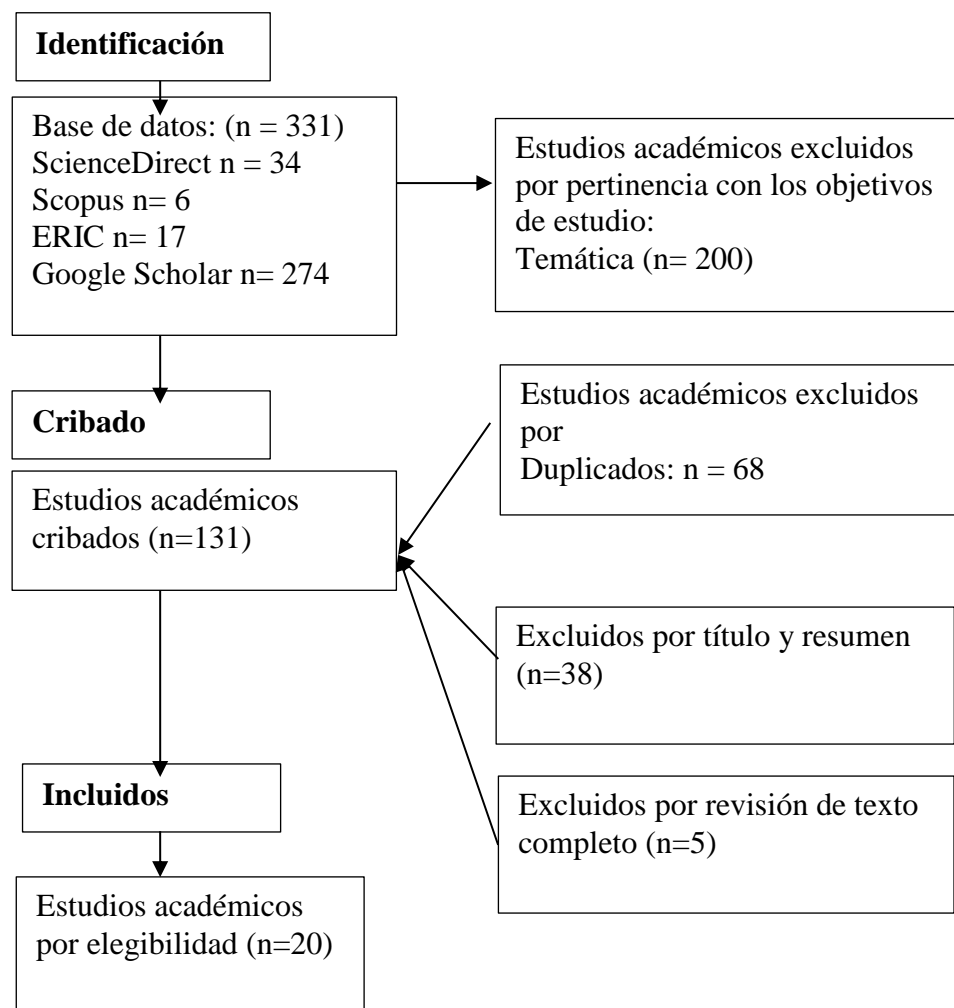 Identificación
Base de datos: (n = 331)
ScienceDirect n = 34
Scopus n= 6
ERIC n= 17
Google Scholar n= 274
Estudios académicos excluidos
por pertinencia con los objetivos
de estudio:
Temática (n= 200)
Cribado
Estudios académicos
cribados (n=131)
Estudios académicos excluidos
por
Duplicados: n = 68
Excluidos por título y resumen
(n=38)
Excluidos por revisión de texto
completo (n=5)
Incluidos
Estudios académicos
por elegibilidad (n=20)